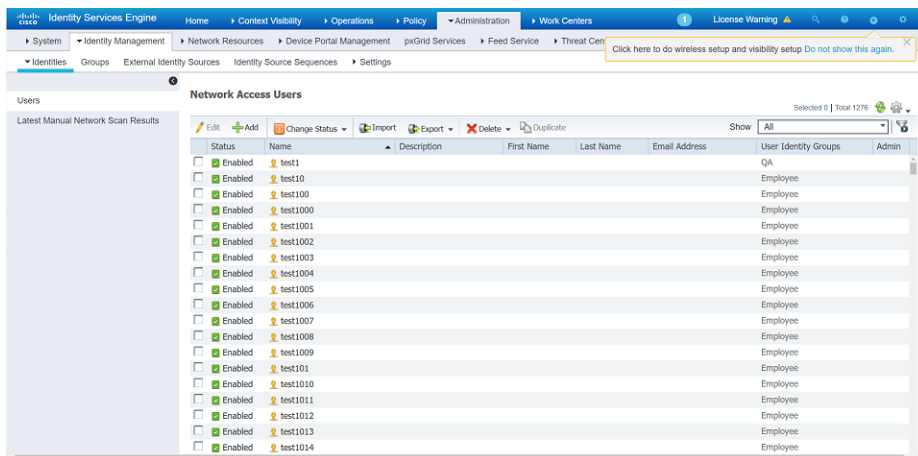 cisco Identity Services Engine Home Context Visibility Operations Policy Administration Work Centers 1 License Warning
System Identity Management Network Resources Device Portal Management pxGrid Services Feed Service Threat Cen
Click here to do wireless setup and visibility setup Do not show this again.
Identities Groups External Identity Sources Identity Source Sequences Settings
Users
Latest Manual Network Scan Results
Network Access Users
Selected 0 | Total 1276
Edit Add Change Status Import Export Delete Duplicate Show All
Status Name Description First Name Last Name Email Address User Identity Groups Admin
Enabled test1 QA
Enabled test10 Employee
Enabled test100 Employee
Enabled test1000 Employee
Enabled test1001 Employee
Enabled test1002 Employee
Enabled test1003 Employee
Enabled test1004 Employee
Enabled test1005 Employee
Enabled test1006 Employee
Enabled test1007 Employee
Enabled test1008 Employee
Enabled test1009 Employee
Enabled test101 Employee
Enabled test1010 Employee
Enabled test1011 Employee
Enabled test1012 Employee
Enabled test1013 Employee
Enabled test1014 Employee